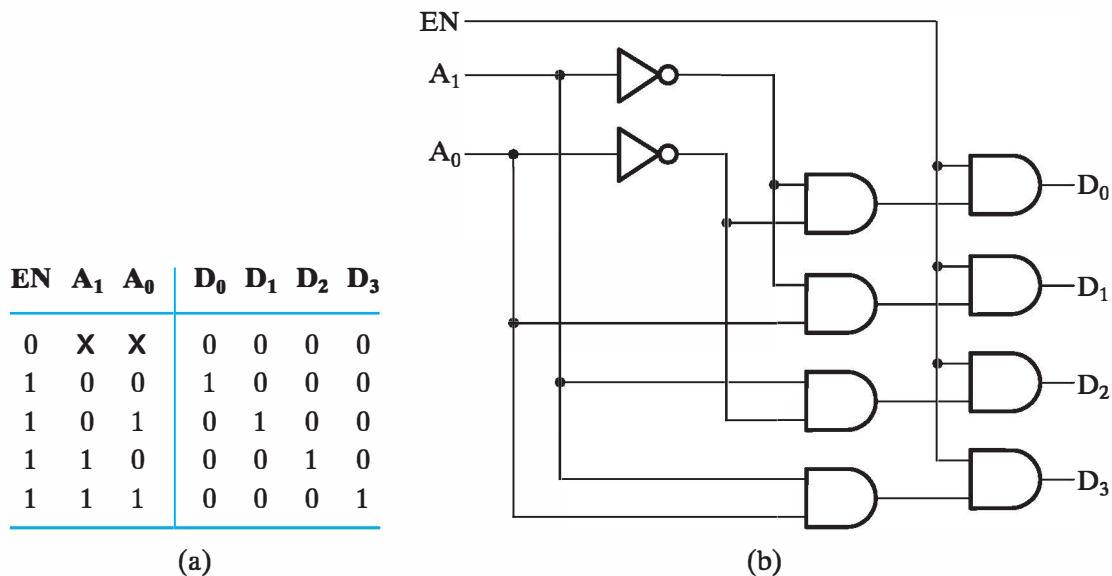 EN A₁ A₀ D₀ D₁ D₂ D₃
0 X X 0 0 0 0
1 0 0 1 0 0 0
1 0 1 0 1 0 0
1 1 0 0 0 1 0
1 1 1 0 0 0 1
(a)
EN
A₁
A₀
D₀
D₁
D₂
D₃
(b)